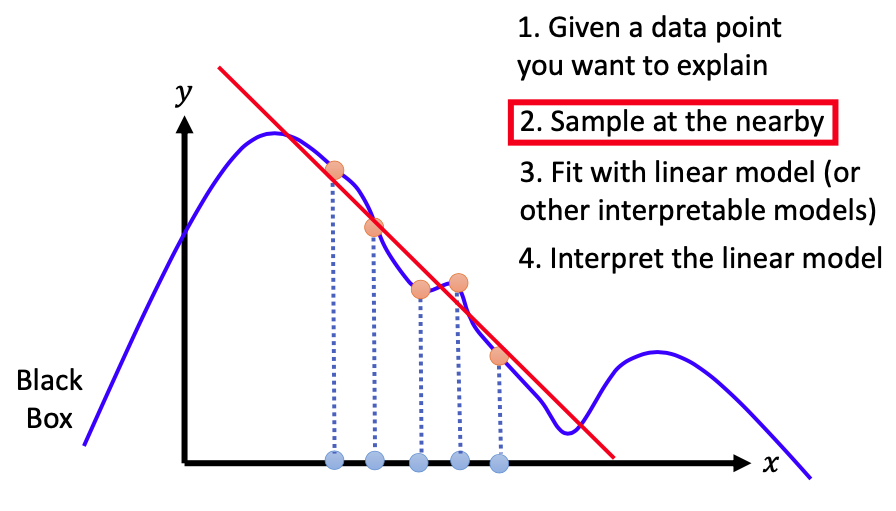 1. Given a data point
you want to explain
y
2. Sample at the nearby
3. Fit with linear model (or
other interpretable models)
4. Interpret the linear model
Black
Box
x